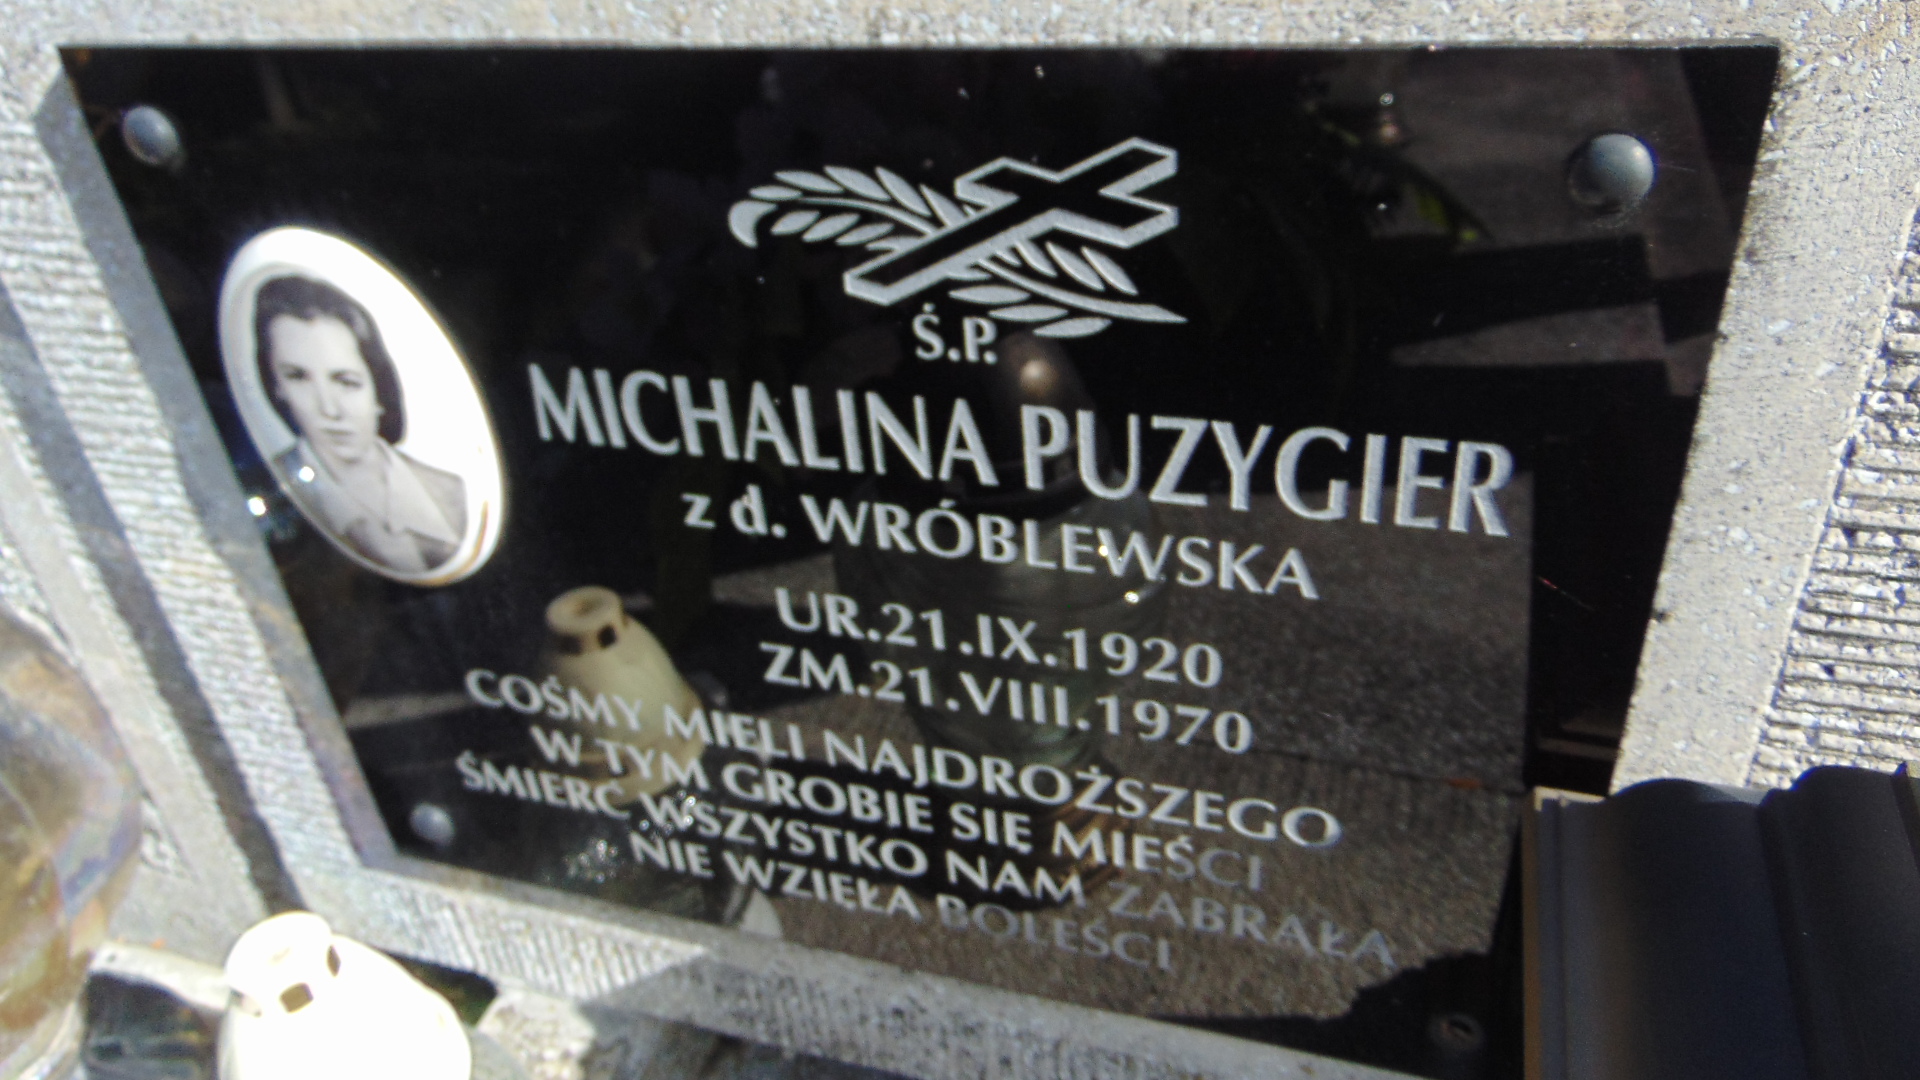 Ś.P.
MICHALINA PUZYGIER
z d. WRÓBLEWSKA
UR.21.IX.1920
ZM.21.VIII.1970
COŚMY MIELI NAJDROŻSZEGO
W TYM GROBIE SIĘ MIEŚCI
ŚMIERĆ WSZYSTKO NAM ZABRAŁA
NIE WZIEŁA BOLEŚCI